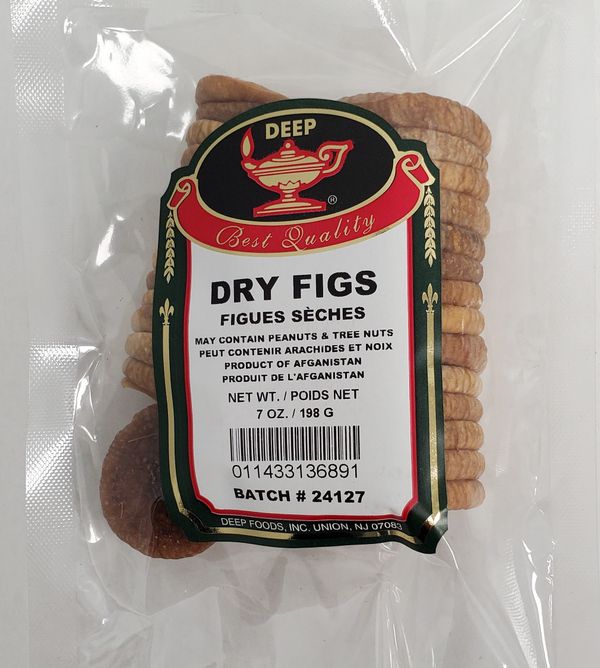 DEEP
®
Best Quality
DRY FIGS
FIGUES SÈCHES
MAY CONTAIN PEANUTS & TREE NUTS
PEUT CONTENIR ARACHIDES ET NOIX
PRODUCT OF AFGANISTAN
PRODUIT DE L'AFGANISTAN
NET WT. / POIDS NET
7 OZ. / 198 G
011433136891
BATCH # 24127
DEEP FOODS, INC. UNION, NJ 07083